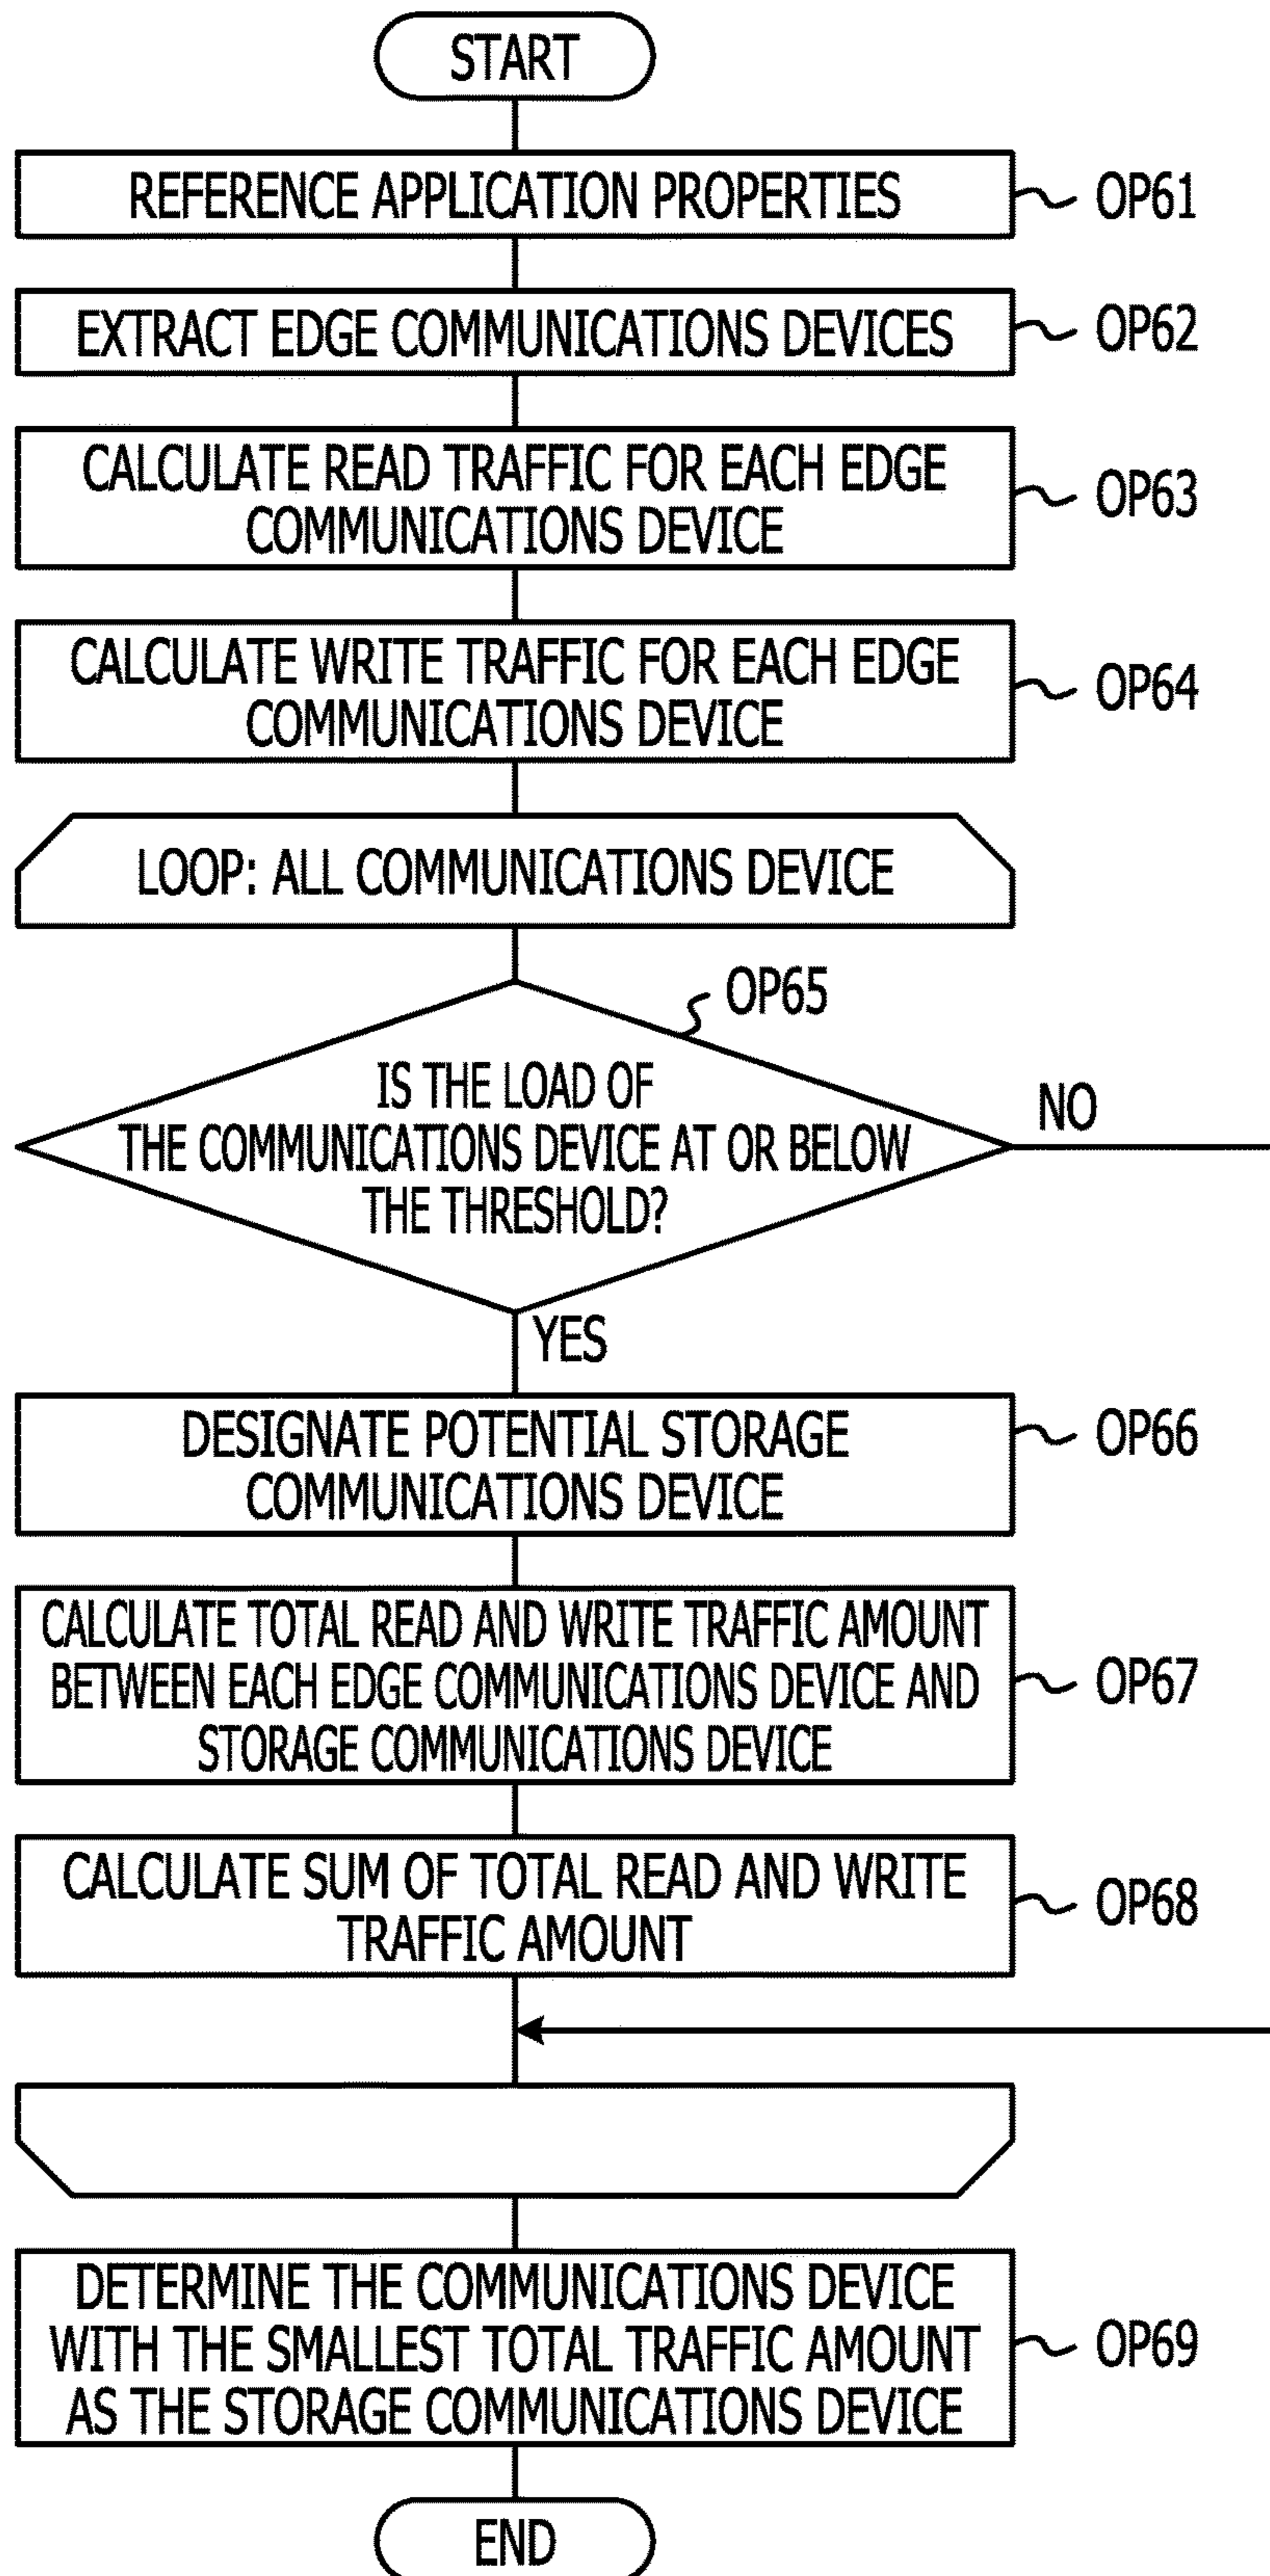 START
REFERENCE APPLICATION PROPERTIES
OP61
EXTRACT EDGE COMMUNICATIONS DEVICES
OP62
CALCULATE READ TRAFFIC FOR EACH EDGE
COMMUNICATIONS DEVICE
OP63
CALCULATE WRITE TRAFFIC FOR EACH EDGE
COMMUNICATIONS DEVICE
OP64
LOOP: ALL COMMUNICATIONS DEVICE
OP65
IS THE LOAD OF
THE COMMUNICATIONS DEVICE AT OR BELOW
THE THRESHOLD?
NO
YES
DESIGNATE POTENTIAL STORAGE
COMMUNICATIONS DEVICE
OP66
CALCULATE TOTAL READ AND WRITE TRAFFIC AMOUNT
BETWEEN EACH EDGE COMMUNICATIONS DEVICE AND
STORAGE COMMUNICATIONS DEVICE
OP67
CALCULATE SUM OF TOTAL READ AND WRITE
TRAFFIC AMOUNT
OP68
DETERMINE THE COMMUNICATIONS DEVICE
WITH THE SMALLEST TOTAL TRAFFIC AMOUNT
AS THE STORAGE COMMUNICATIONS DEVICE
OP69
END